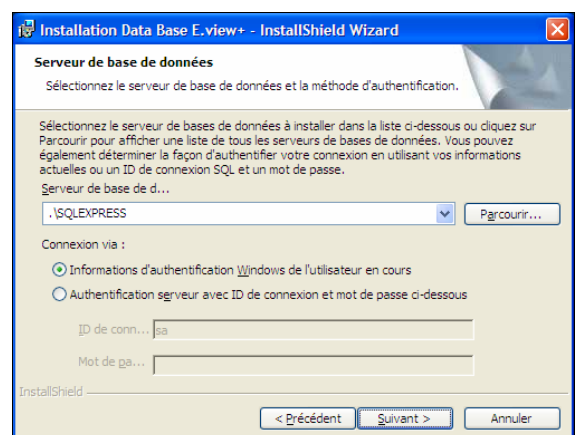 Installation Data Base E.view+ - InstallShield Wizard
Serveur de base de données
Sélectionnez le serveur de base de données et la méthode d'authentification.
Sélectionnez le serveur de bases de données à installer dans la liste ci-dessous ou cliquez sur
Parcourir pour afficher une liste de tous les serveurs de bases de données. Vous pouvez
également déterminer la façon d'authentifier votre connexion en utilisant vos informations
actuelles ou un ID de connexion SQL et un mot de passe.
Serveur de base de d...
.\SQLEXPRESS
Parcourir...
Connexion via :
Informations d'authentification Windows de l'utilisateur en cours
Authentification serveur avec ID de connexion et mot de passe ci-dessous
ID de conn... sa
Mot de pa...
InstallShield
< Précédent Suivant > Annuler